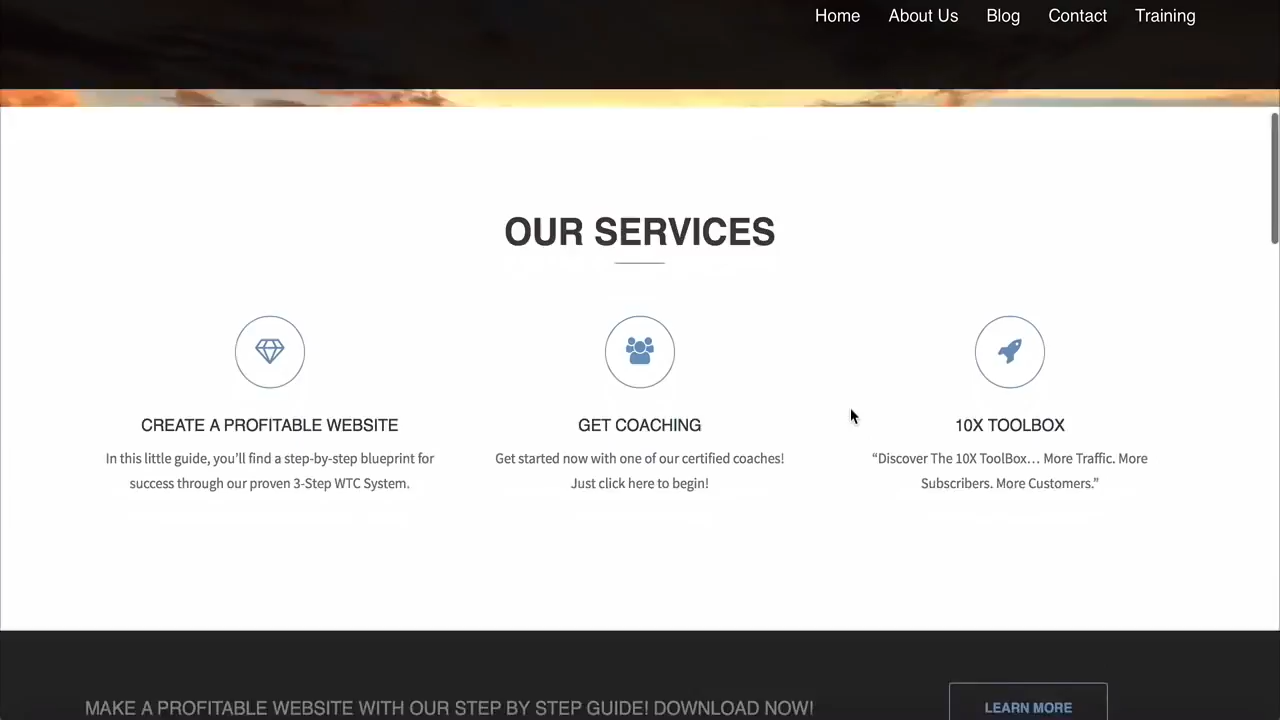 Home About Us Blog Contact Training
OUR SERVICES
CREATE A PROFITABLE WEBSITE
In this little guide, you’ll find a step-by-step blueprint for
success through our proven 3-Step WTC System.
GET COACHING
Get started now with one of our certified coaches!
Just click here to begin!
10X TOOLBOX
“Discover The 10X ToolBox… More Traffic. More
Subscribers. More Customers.”
MAKE A PROFITABLE WEBSITE WITH OUR STEP BY STEP GUIDE! DOWNLOAD NOW!
LEARN MORE